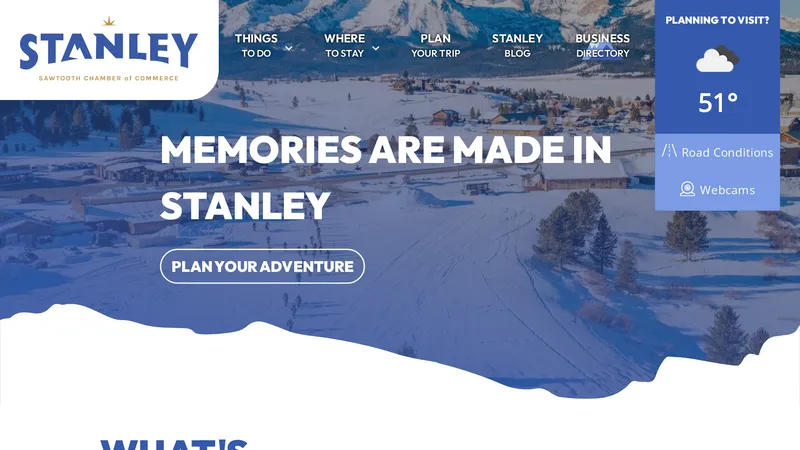 STANLEY
SAWTOOTH CHAMBER of COMMERCE
THINGS
TO DO
WHERE
TO STAY
PLAN
YOUR TRIP
STANLEY
BLOG
BUSINESS
DIRECTORY
PLANNING TO VISIT?
51°
Road Conditions
Webcams
MEMORIES ARE MADE IN
STANLEY
PLAN YOUR ADVENTURE
WHAT'S